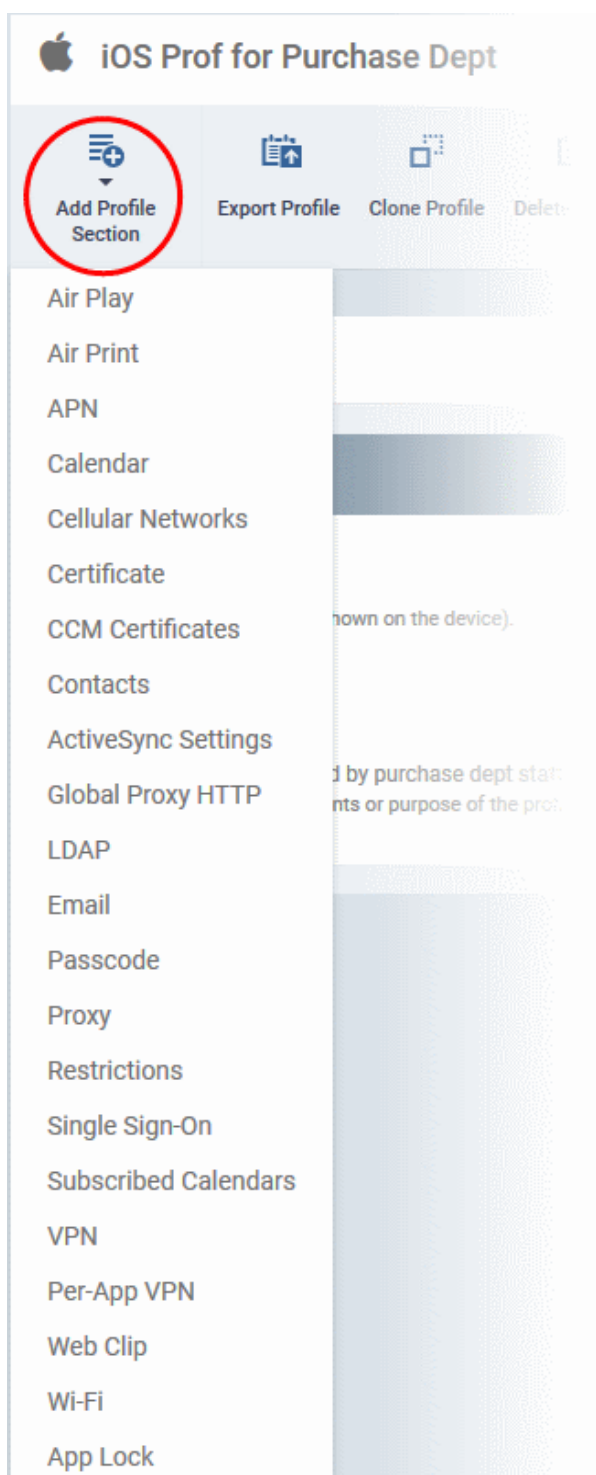 iOS Prof for Purchase Dept
Add Profile
Section
Export Profile
Clone Profile
Air Play
Air Print
APN
Calendar
Cellular Networks
Certificate
CCM Certificates
hown on the device).
Contacts
ActiveSync Settings
d by purchase dept
Global Proxy HTTP
nts or purpose of the
LDAP
Email
Passcode
Proxy
Restrictions
Single Sign-On
Subscribed Calendars
VPN
Per-App VPN
Web Clip
Wi-Fi
App Lock